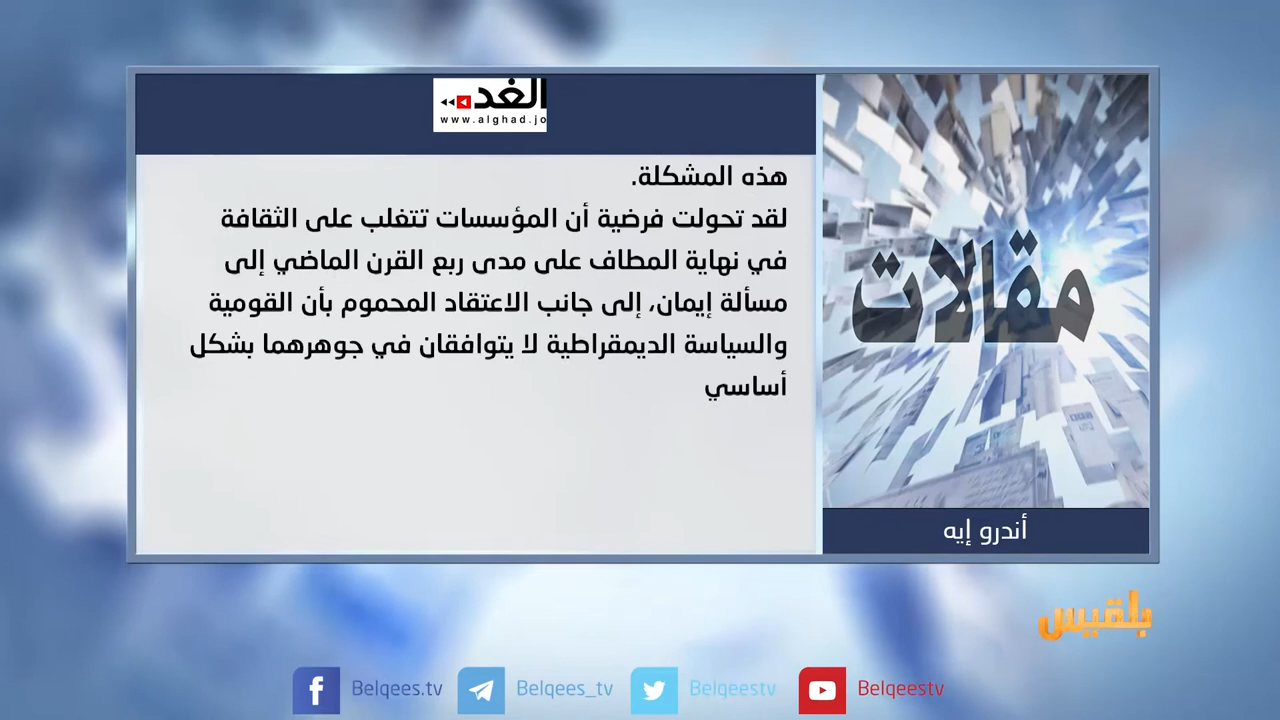 الغد
www.alghad.jo
هذه المشكلة.
لقد تحولت فرضية أن المؤسسات تتغلب على الثقافة
في نهاية المطاف على مدى ربع القرن الماضي إلى
مسألة إيمان، إلى جانب الاعتقاد المحموم بأن القومية
والسياسة الديمقراطية لا يتوافقان في جوهرهما بشكل
أساسي
مقالات
أندرو إيه
بلقيس
Belqees.tv
Belqees_tv
Belqeestv
Belqeestv